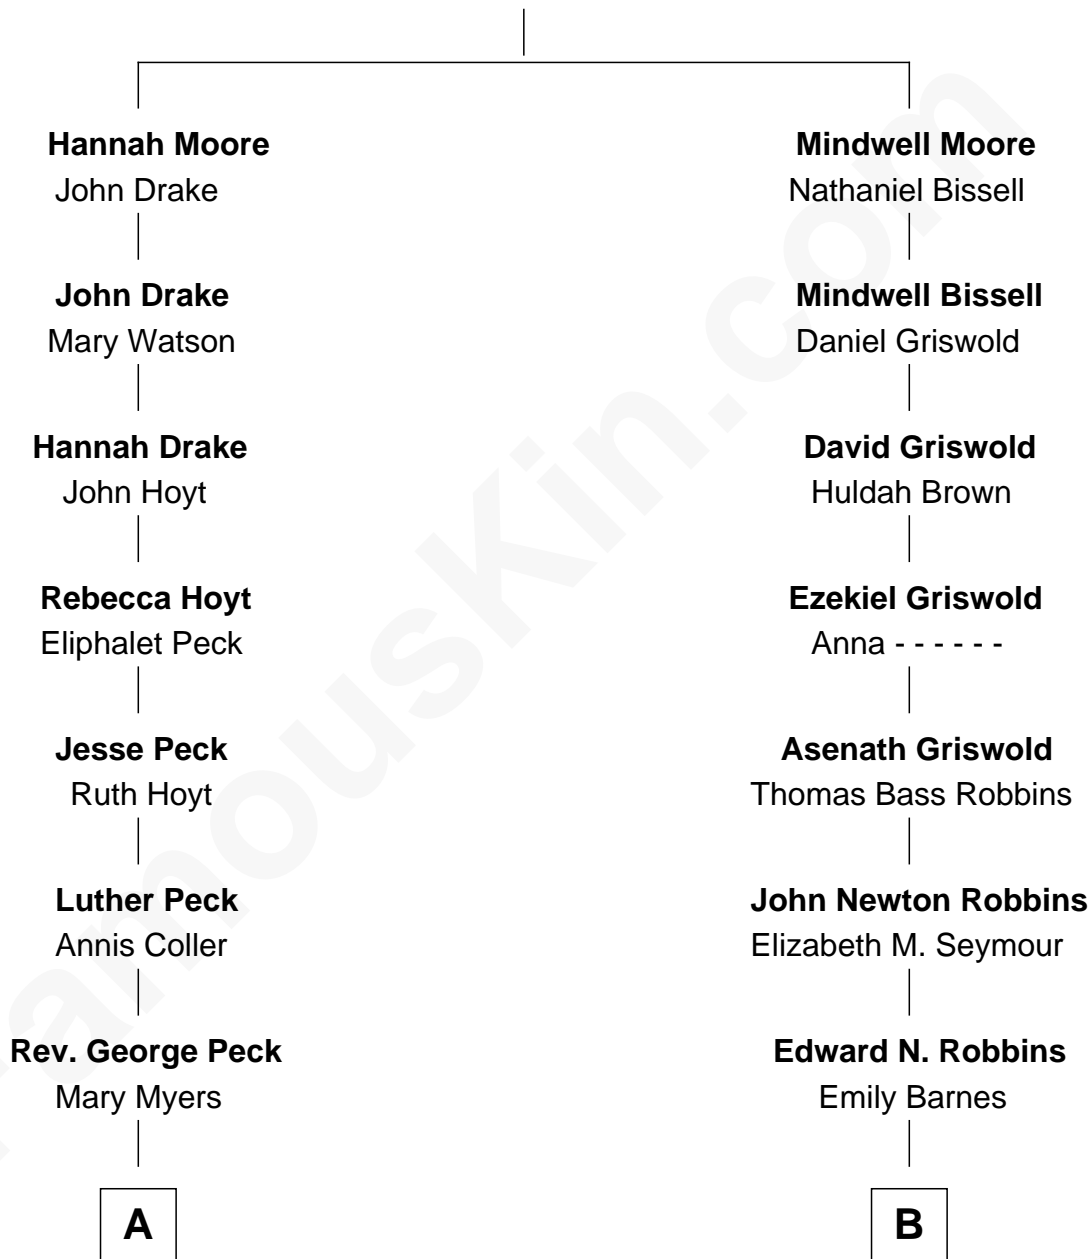 Hannah Moore
John Drake
Mindwell Moore
Nathaniel Bissell
John Drake
Mary Watson
Mindwell Bissell
Daniel Griswold
Hannah Drake
John Hoyt
David Griswold
Huldah Brown
Rebecca Hoyt
Eliphalet Peck
Ezekiel Griswold
Anna - - - - - -
Jesse Peck
Ruth Hoyt
Asenath Griswold
Thomas Bass Robbins
Luther Peck
Annis Coller
John Newton Robbins
Elizabeth M. Seymour
Rev. George Peck
Mary Myers
Edward N. Robbins
Emily Barnes
A
B
FamousKin.com